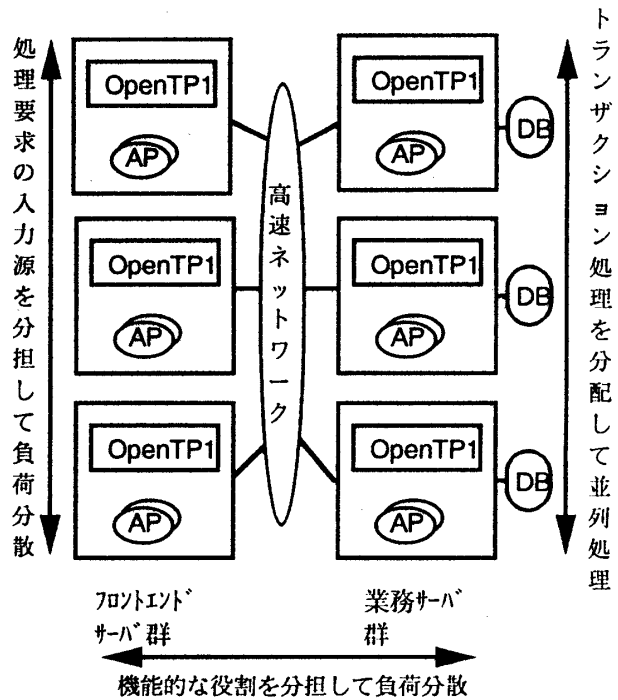 処理要求の入力源を分担して負荷分散
OpenTP1
AP
OpenTP1
AP
OpenTP1
AP
フロントエンド
サーバ群
高速ネットワーク
OpenTP1
AP
DB
OpenTP1
AP
DB
OpenTP1
AP
DB
業務サーバ
群
トランザクション処理を分配して並列処理
機能的な役割を分担して負荷分散